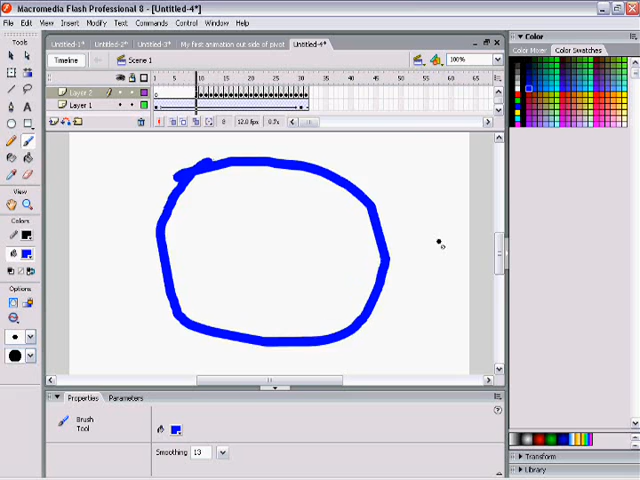 Macromedia Flash Professional 8 - [Untitled-4*]
File Edit View Insert Modify Text Commands Control Window Help
Tools
Untitled-1* Untitled-2* Untitled-3* My first animation out side of pivot Untitled-4*
Color
Color Mixer Color Swatches
Timeline Scene 1 100%
1 5 10 15 20 25 30 35 40 45 50 55 60 65
Layer 2
Layer 1
12.0 fps 0.7s
View
Colors
Options
Properties Parameters
Brush
Tool
Smoothing 13
Transform
Library